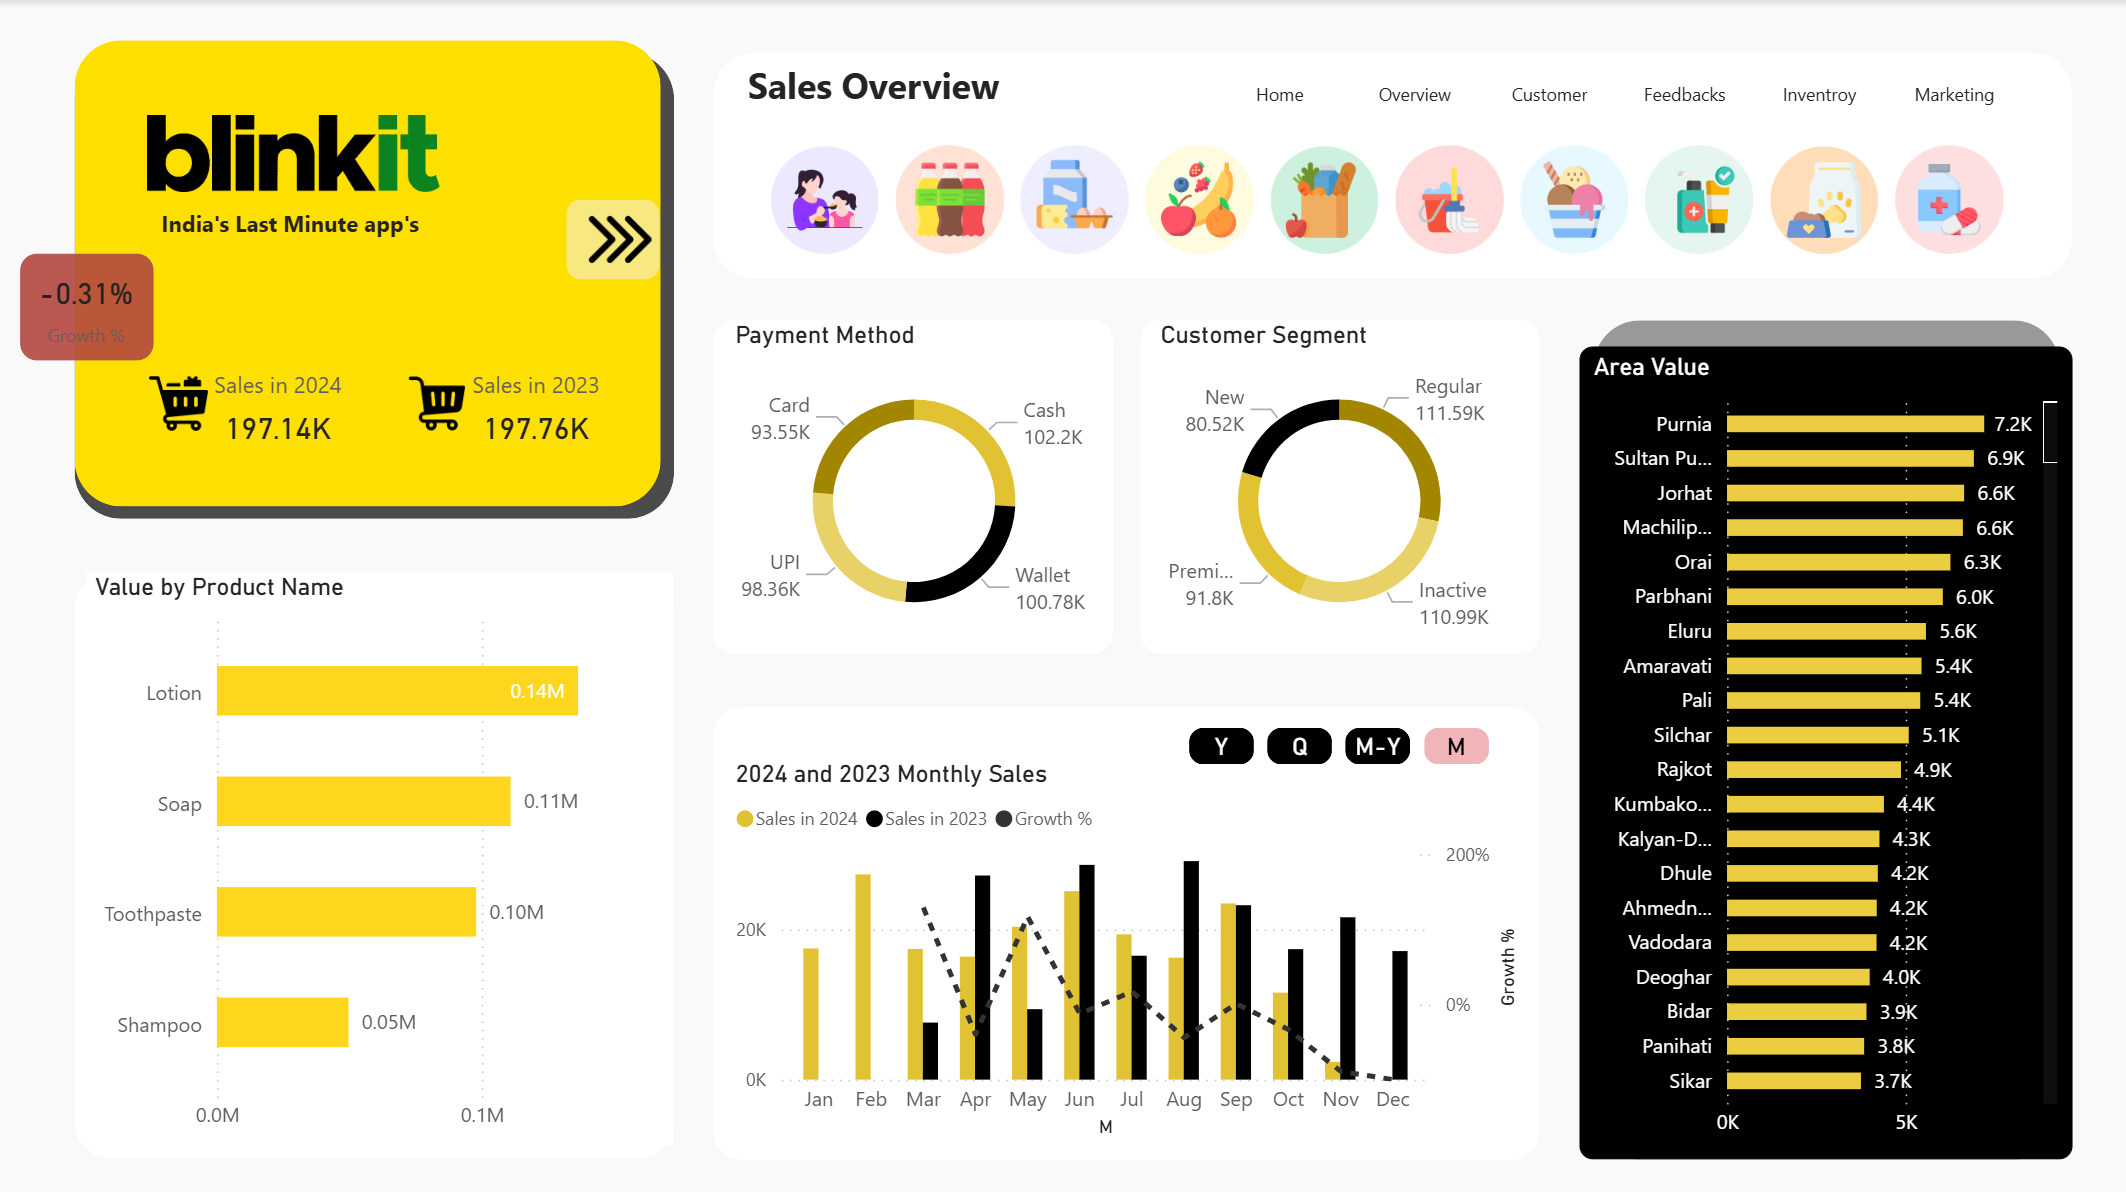 blinkit
India's Last Minute app's
-0.31%
Growth %
Sales in 2024
197.14K
Sales in 2023
197.76K
Sales Overview
Home
Overview
Customer
Feedbacks
Inventroy
Marketing
Payment Method
Card
93.55K
Cash
102.2K
UPI
98.36K
Wallet
100.78K
Customer Segment
New
80.52K
Regular
111.59K
Premi...
91.8K
Inactive
110.99K
Area Value
Purnia 7.2K
Sultan Pu... 6.9K
Jorhat 6.6K
Machilip... 6.6K
Orai 6.3K
Parbhani 6.0K
Eluru 5.6K
Amaravati 5.4K
Pali 5.4K
Silchar 5.1K
Rajkot 4.9K
Kumbako... 4.4K
Kalyan-D... 4.3K
Dhule 4.2K
Ahmedn... 4.2K
Vadodara 4.2K
Deoghar 4.0K
Bidar 3.9K
Panihati 3.8K
Sikar 3.7K
0K 5K
Value by Product Name
Lotion 0.14M
Soap 0.11M
Toothpaste 0.10M
Shampoo 0.05M
0.0M 0.1M
Y Q M-Y M
2024 and 2023 Monthly Sales
Sales in 2024 Sales in 2023 Growth %
200%
20K
0%
0K
Growth %
Jan Feb Mar Apr May Jun Jul Aug Sep Oct Nov Dec
M